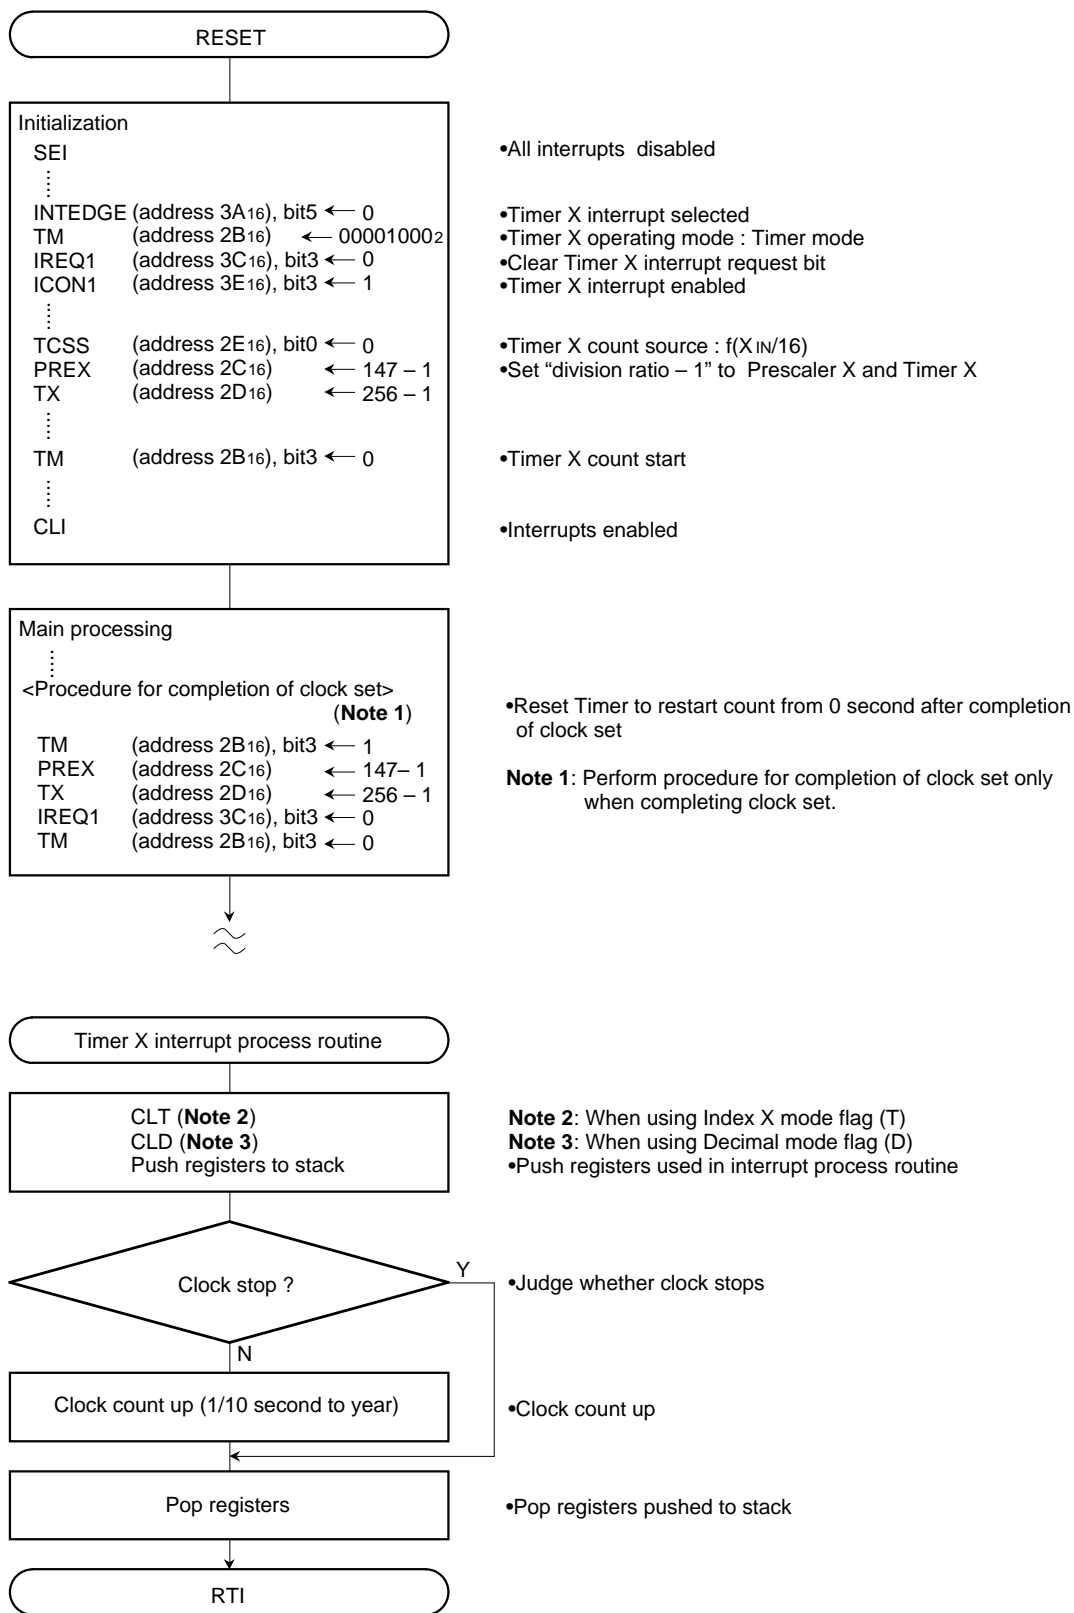 RESET
Initialization
SEI •All interrupts disabled
INTEDGE (address 3A16), bit5 ← 0 •Timer X interrupt selected
TM (address 2B16) ← 000010002 •Timer X operating mode : Timer mode
IREQ1 (address 3C16), bit3 ← 0 •Clear Timer X interrupt request bit
ICON1 (address 3E16), bit3 ← 1 •Timer X interrupt enabled
TCSS (address 2E16), bit0 ← 0 •Timer X count source : f(XIN/16)
PREX (address 2C16) ← 147 – 1 •Set “division ratio – 1” to Prescaler X and Timer X
TX (address 2D16) ← 256 – 1
TM (address 2B16), bit3 ← 0 •Timer X count start
CLI •Interrupts enabled
Main processing
<Procedure for completion of clock set>
(Note 1)
•Reset Timer to restart count from 0 second after completion
of clock set
TM (address 2B16), bit3 ← 1
PREX (address 2C16) ← 147– 1
TX (address 2D16) ← 256 – 1
IREQ1 (address 3C16), bit3 ← 0
TM (address 2B16), bit3 ← 0
Note 1: Perform procedure for completion of clock set only
when completing clock set.
Timer X interrupt process routine
CLT (Note 2) Note 2: When using Index X mode flag (T)
CLD (Note 3) Note 3: When using Decimal mode flag (D)
Push registers to stack •Push registers used in interrupt process routine
Clock stop ? Y •Judge whether clock stops
N
Clock count up (1/10 second to year) •Clock count up
Pop registers •Pop registers pushed to stack
RTI